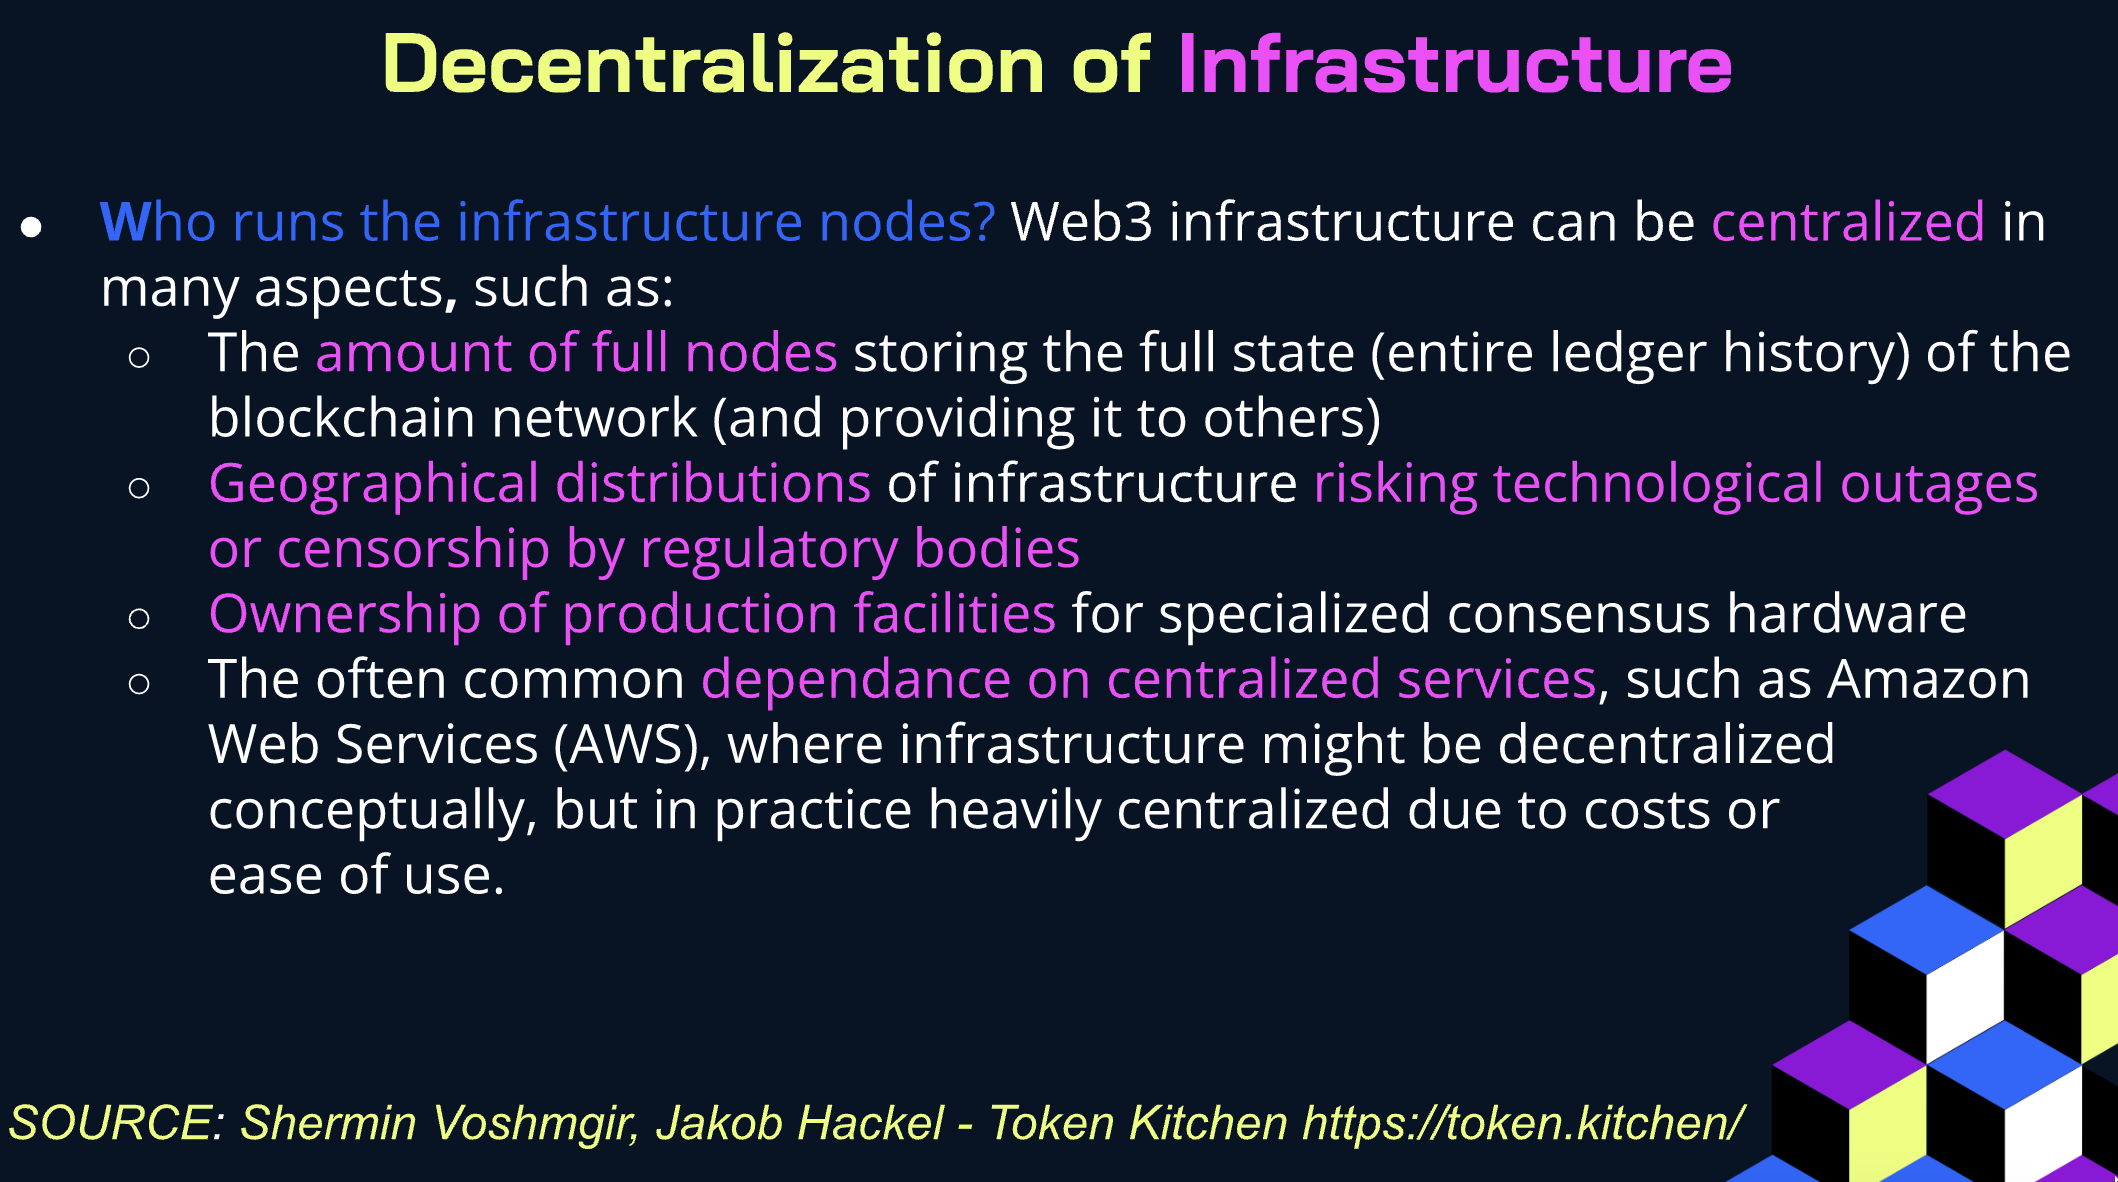 Decentralization of Infrastructure
● Who runs the infrastructure nodes? Web3 infrastructure can be centralized in
many aspects, such as:
○ The amount of full nodes storing the full state (entire ledger history) of the
blockchain network (and providing it to others)
○ Geographical distributions of infrastructure risking technological outages
or censorship by regulatory bodies
○ Ownership of production facilities for specialized consensus hardware
○ The often common dependance on centralized services, such as Amazon
Web Services (AWS), where infrastructure might be decentralized
conceptually, but in practice heavily centralized due to costs or
ease of use.
SOURCE: Shermin Voshmgir, Jakob Hackel - Token Kitchen https://token.kitchen/